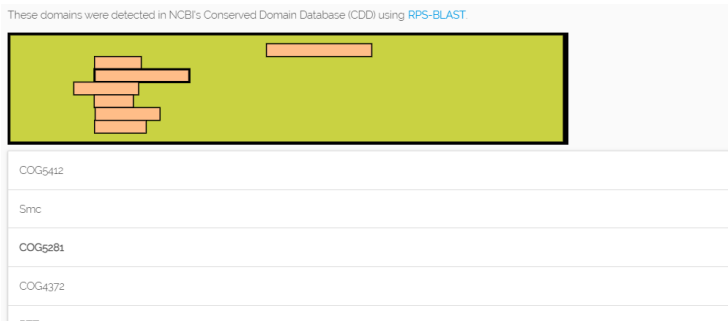 These domains were detected in NCBI's Conserved Domain Database (CDD) using RPS-BLAST.
COG5412
Smc
COG5281
COG4372